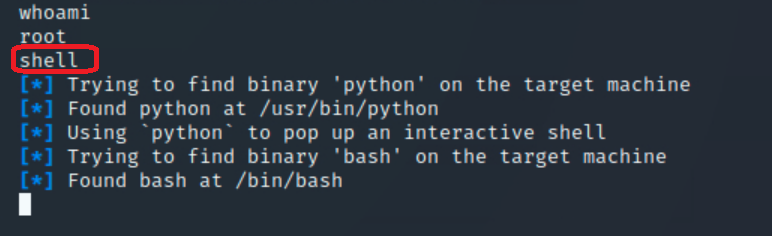 whoami
root
shell
[*] Trying to find binary 'python' on the target machine
[*] Found python at /usr/bin/python
[*] Using `python` to pop up an interactive shell
[*] Trying to find binary 'bash' on the target machine
[*] Found bash at /bin/bash